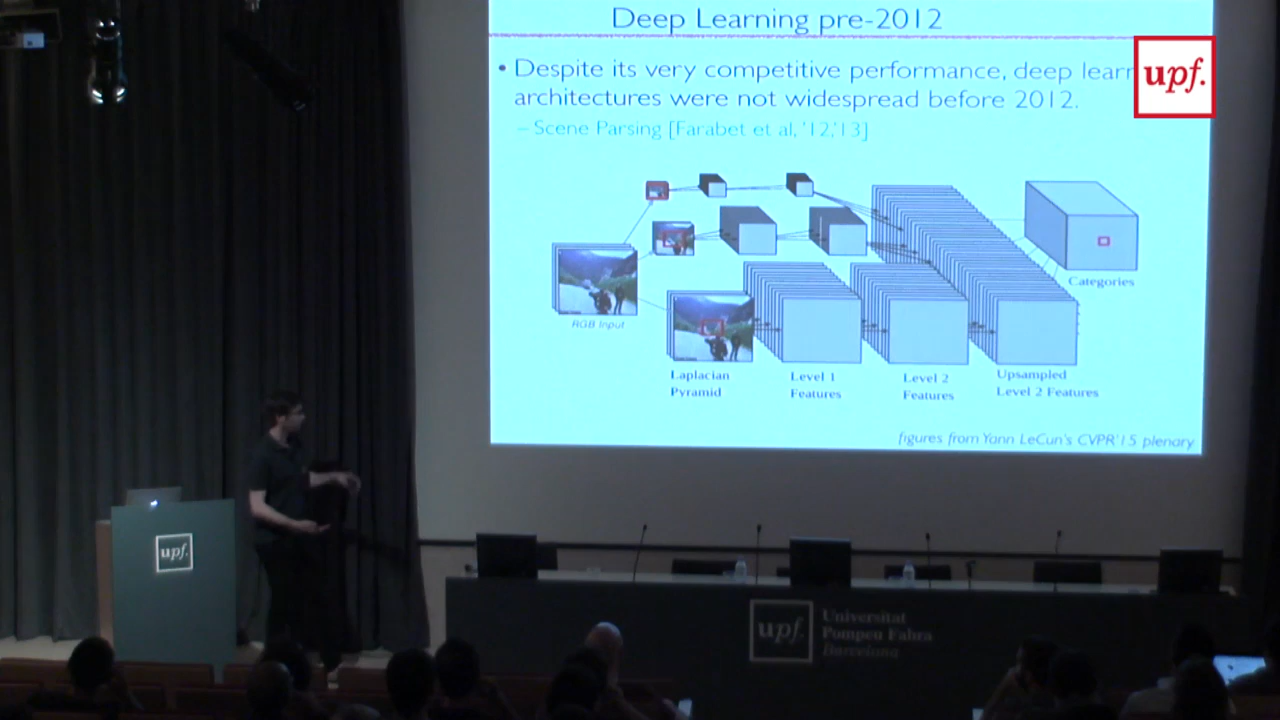 Deep Learning pre-2012
• Despite its very competitive performance, deep lear
architectures were not widespread before 2012.
– Scene Parsing [Farabet et al, '12,'13]
RGB Input
Laplacian
Pyramid
Level 1
Features
Level 2
Features
Upsampled
Level 2 Features
Categories
figures from Yann LeCun's CVPR'15 plenary
upf.
upf.
upf.
Universitat
Pompeu Fabra
Barcelona